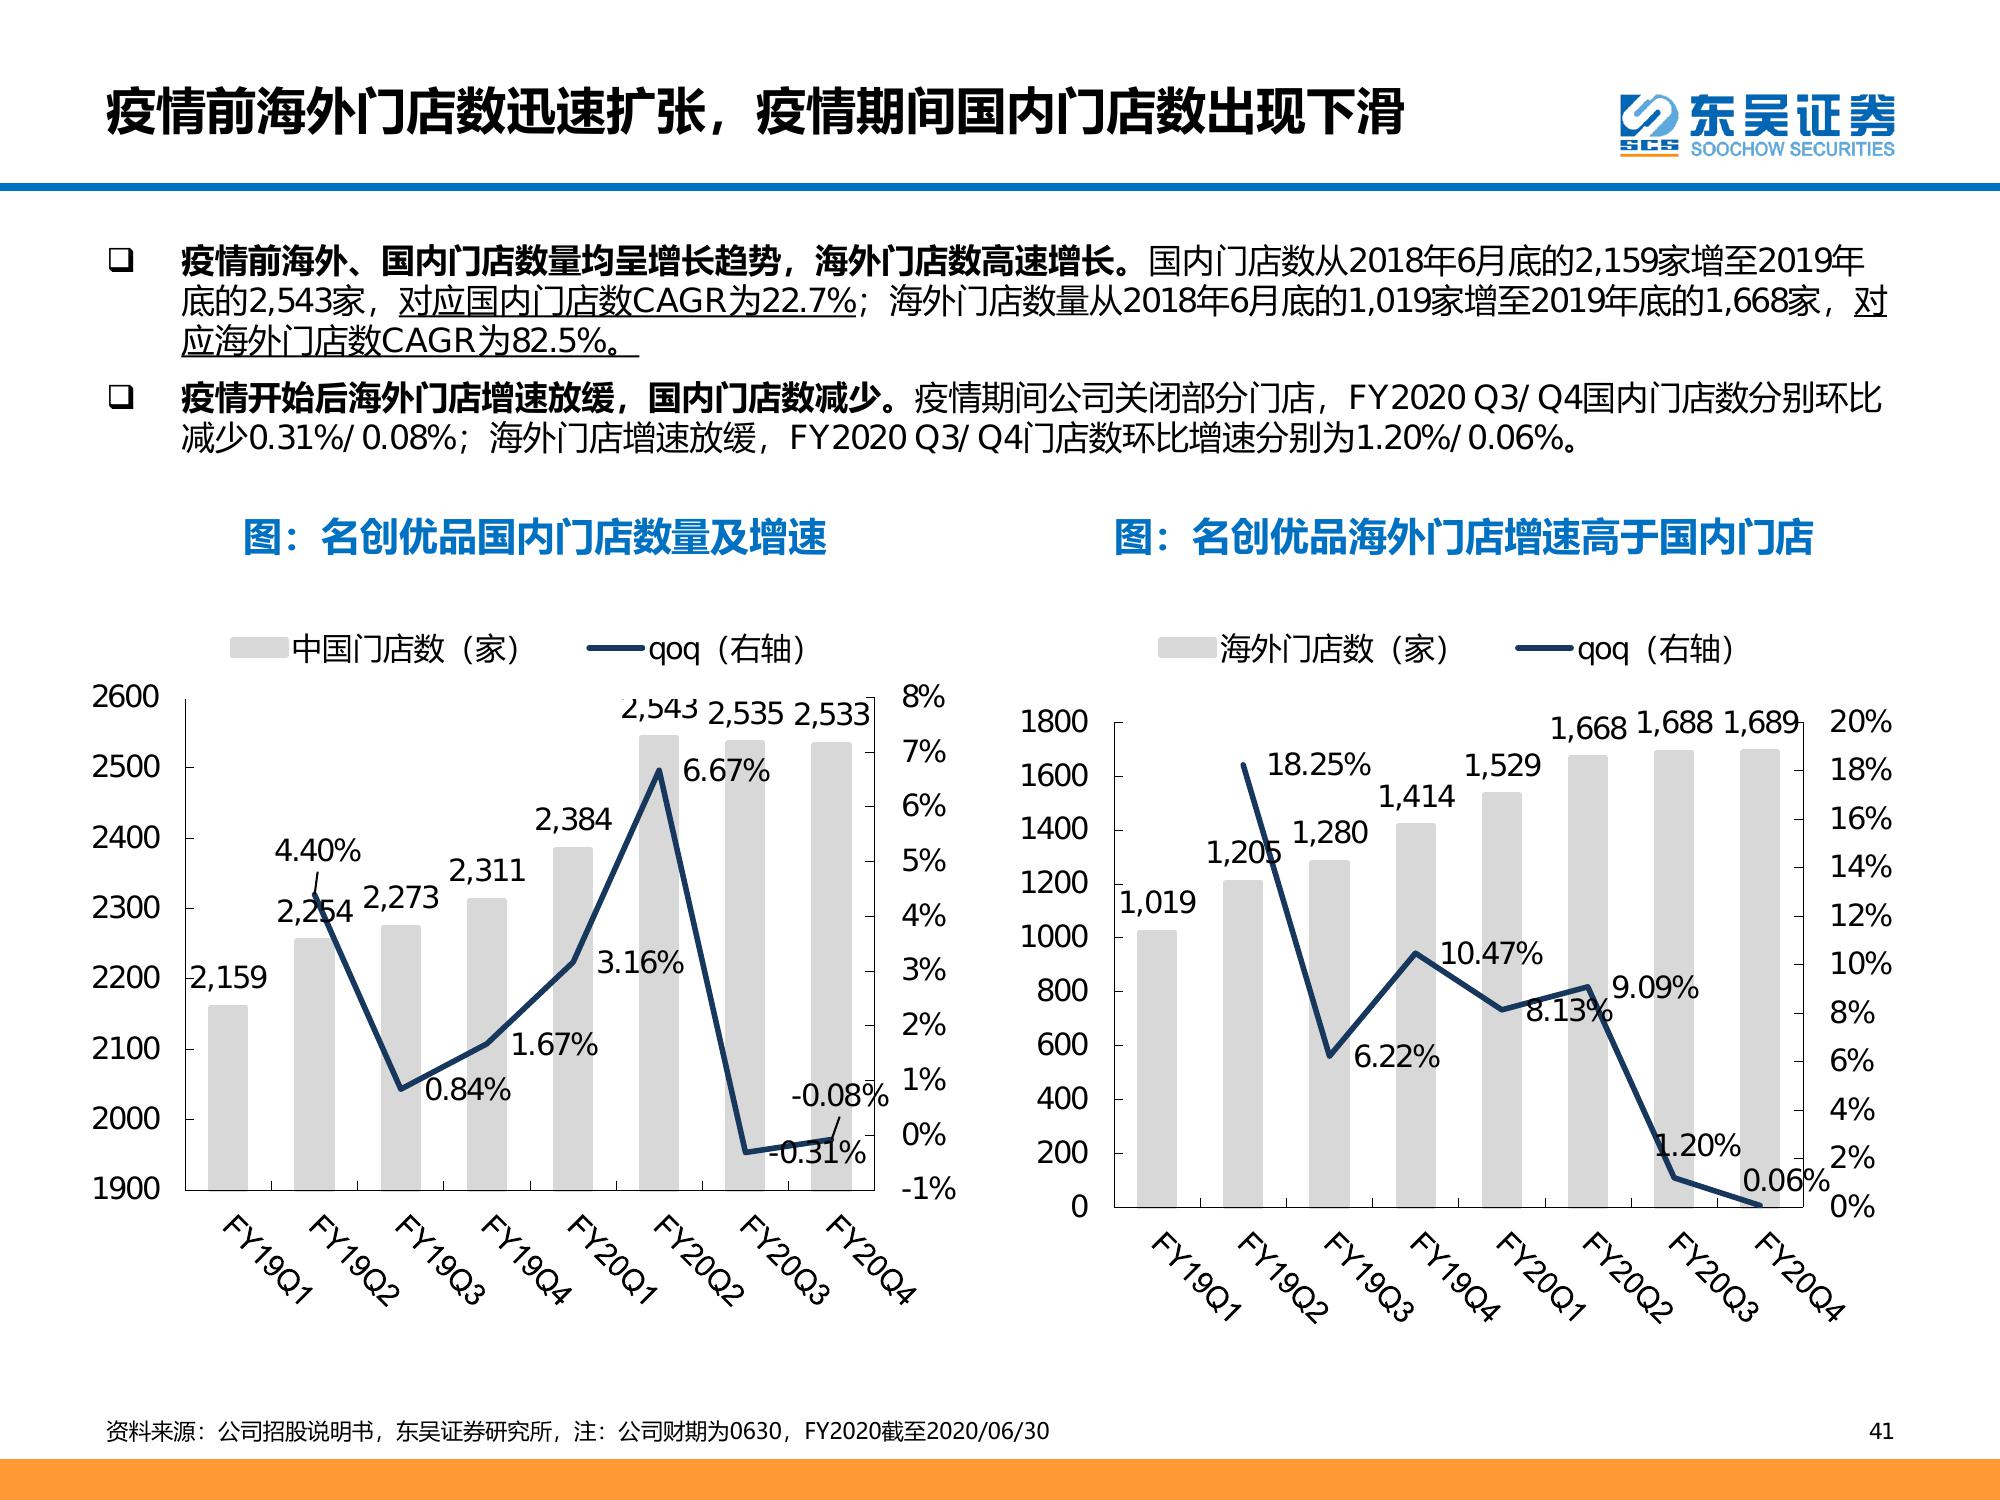 疫情前海外门店数迅速扩张，疫情期间国内门店数出现下滑
SCS 东吴证券
SOOCHOW SECURITIES
❑ 疫情前海外、国内门店数量均呈增长趋势，海外门店数高速增长。国内门店数从2018年6月底的2,159家增至2019年
底的2,543家，对应国内门店数CAGR为22.7%；海外门店数量从2018年6月底的1,019家增至2019年底的1,668家，对
应海外门店数CAGR为82.5%。
❑ 疫情开始后海外门店增速放缓，国内门店数减少。疫情期间公司关闭部分门店，FY2020 Q3/ Q4国内门店数分别环比
减少0.31%/ 0.08%；海外门店增速放缓，FY2020 Q3/ Q4门店数环比增速分别为1.20%/ 0.06%。
图：名创优品国内门店数量及增速
中国门店数（家） qoq（右轴）
2600
2500
2400
2300
2200
2100
2000
1900
2,159
2,254
2,273
2,311
2,384
2,543
2,535
2,533
4.40%
0.84%
1.67%
3.16%
6.67%
-0.31%
-0.08%
8%
7%
6%
5%
4%
3%
2%
1%
0%
-1%
FY19Q1
FY19Q2
FY19Q3
FY19Q4
FY20Q1
FY20Q2
FY20Q3
FY20Q4
图：名创优品海外门店增速高于国内门店
海外门店数（家） qoq（右轴）
1800
1600
1400
1200
1000
800
600
400
200
0
1,019
1,205
1,280
1,414
1,529
1,668
1,688
1,689
18.25%
6.22%
10.47%
8.13%
9.09%
1.20%
0.06%
20%
18%
16%
14%
12%
10%
8%
6%
4%
2%
0%
FY19Q1
FY19Q2
FY19Q3
FY19Q4
FY20Q1
FY20Q2
FY20Q3
FY20Q4
资料来源：公司招股说明书，东吴证券研究所，注：公司财期为0630，FY2020截至2020/06/30
41